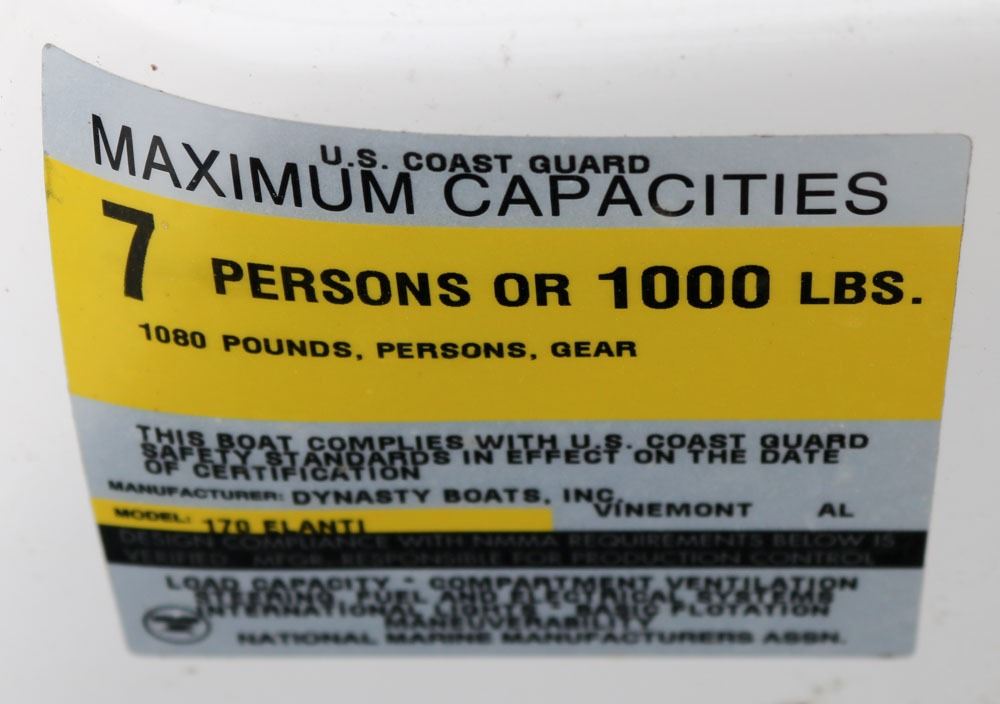 U.S. COAST GUARD
MAXIMUM CAPACITIES
7 PERSONS OR 1000 LBS.
1080 POUNDS, PERSONS, GEAR
THIS BOAT COMPLIES WITH U.S. COAST GUARD
SAFETY STANDARDS IN EFFECT ON THE DATE
OF CERTIFICATION
MANUFACTURER: DYNASTY BOATS, INC.
VINEMONT AL
MODEL: 170 ELANTI
DESIGN COMPLIANCE WITH NMMA REQUIREMENTS BELOW IS
VERIFIED. MFGR. RESPONSIBLE FOR PRODUCTION CONTROL
LOAD CAPACITY - COMPARTMENT VENTILATION
STEERING, FUEL AND ELECTRICAL SYSTEMS
INTERNATIONAL LIGHTS - BASIC FLOTATION
MANEUVERABILITY
NATIONAL MARINE MANUFACTURERS ASSN.